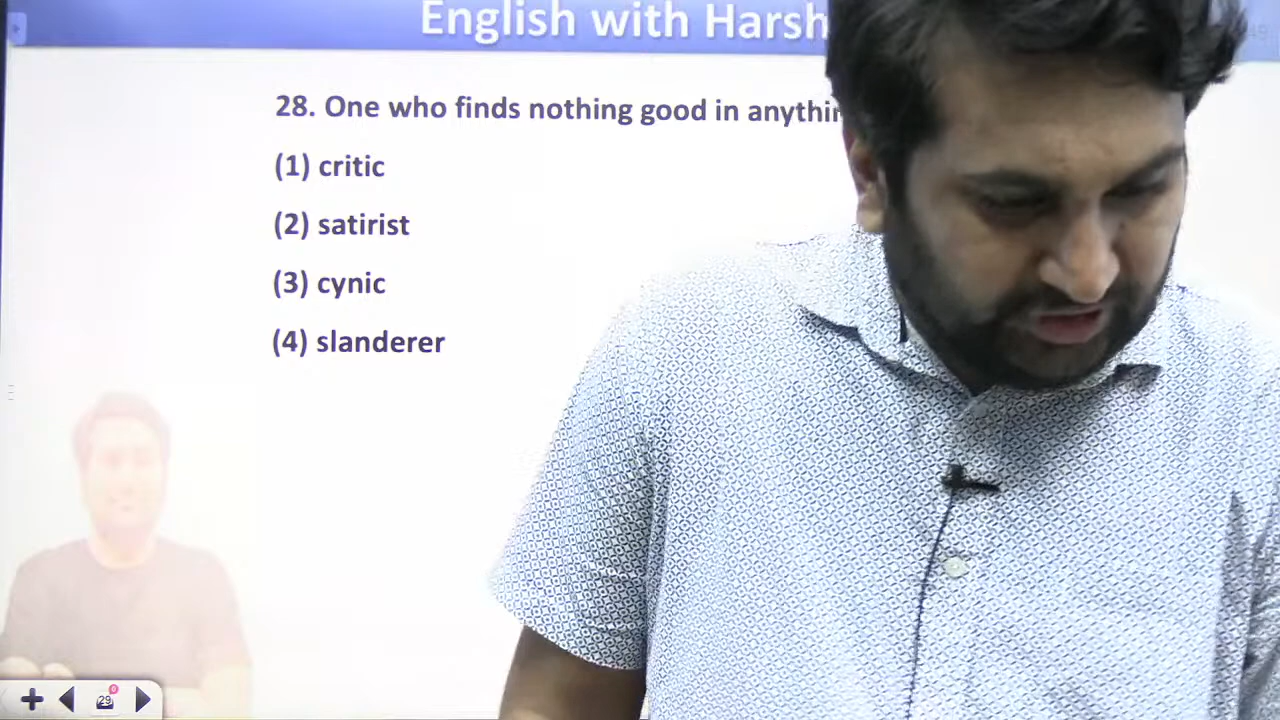 English with Harsh
28. One who finds nothing good in anythin
(1) critic
(2) satirist
(3) cynic
(4) slanderer
29